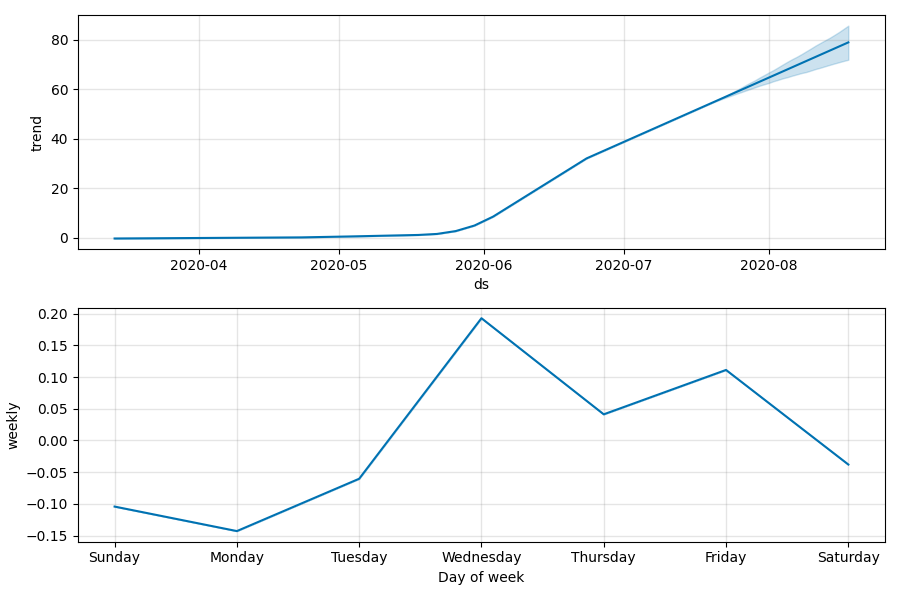 80
60
40
20
0
trend
2020-04 2020-05 2020-06 2020-07 2020-08
ds
0.20
0.15
0.10
0.05
0.00
−0.05
−0.10
−0.15
weekly
Sunday Monday Tuesday Wednesday Thursday Friday Saturday
Day of week